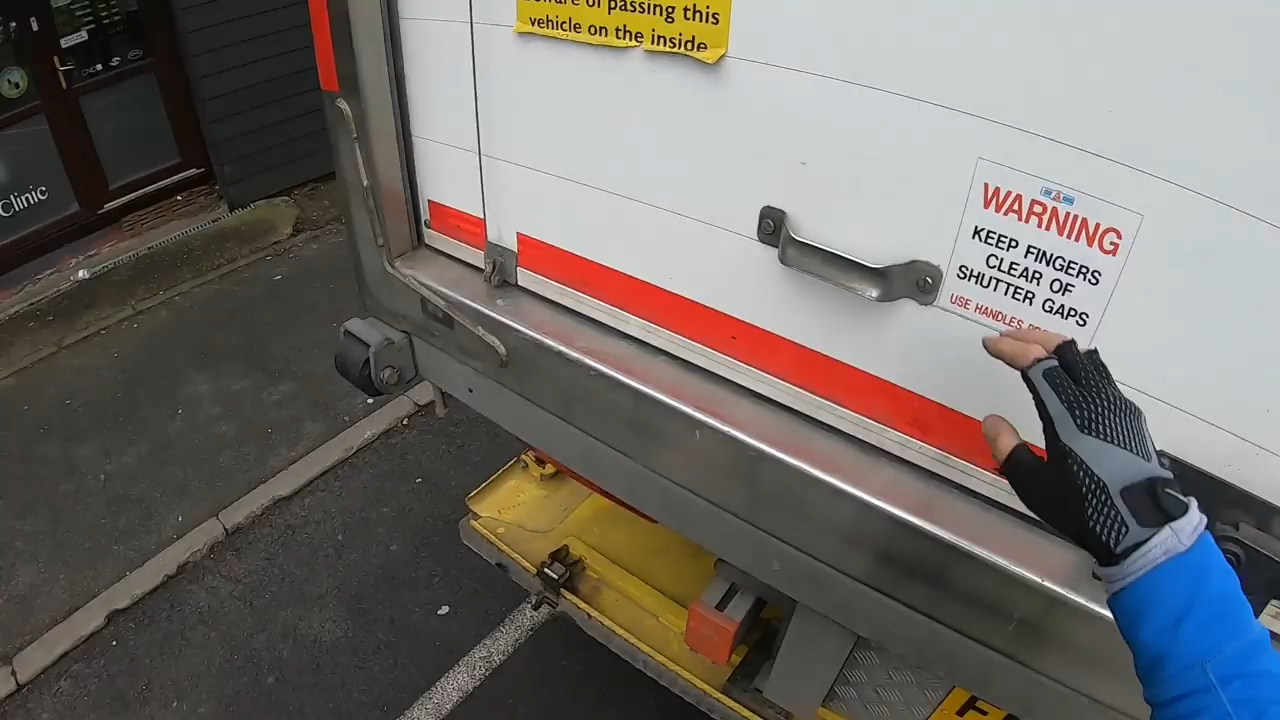 of passing this
vehicle on the inside
Clinic
WARNING
KEEP FINGERS
CLEAR OF
SHUTTER GAPS
USE HANDLES